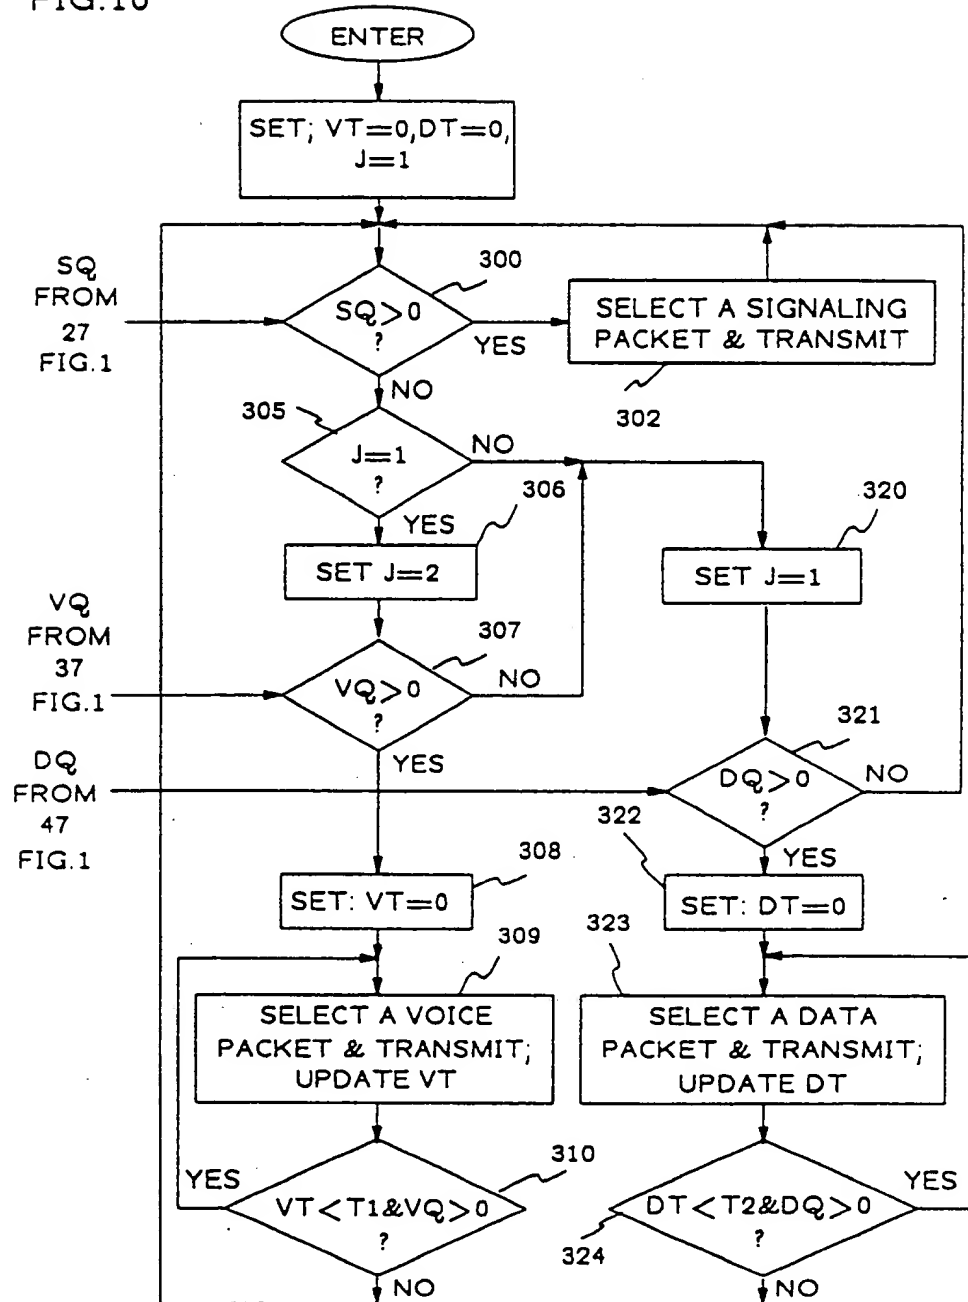 FIG.10
ENTER
SET; VT=0,DT=0,
J=1
SQ
FROM
27
FIG.1
300
SQ>0
?
YES
NO
SELECT A SIGNALING
PACKET & TRANSMIT
302
305
J=1
?
NO
YES
306
SET J=2
320
SET J=1
VQ
FROM
37
FIG.1
307
VQ>0
?
NO
YES
DQ
FROM
47
FIG.1
321
DQ>0
?
NO
YES
308
SET: VT=0
322
SET: DT=0
309
SELECT A VOICE
PACKET & TRANSMIT;
UPDATE VT
323
SELECT A DATA
PACKET & TRANSMIT;
UPDATE DT
310
YES
VT<T1&VQ>0
?
NO
324
DT<T2&DQ>0
?
YES
NO